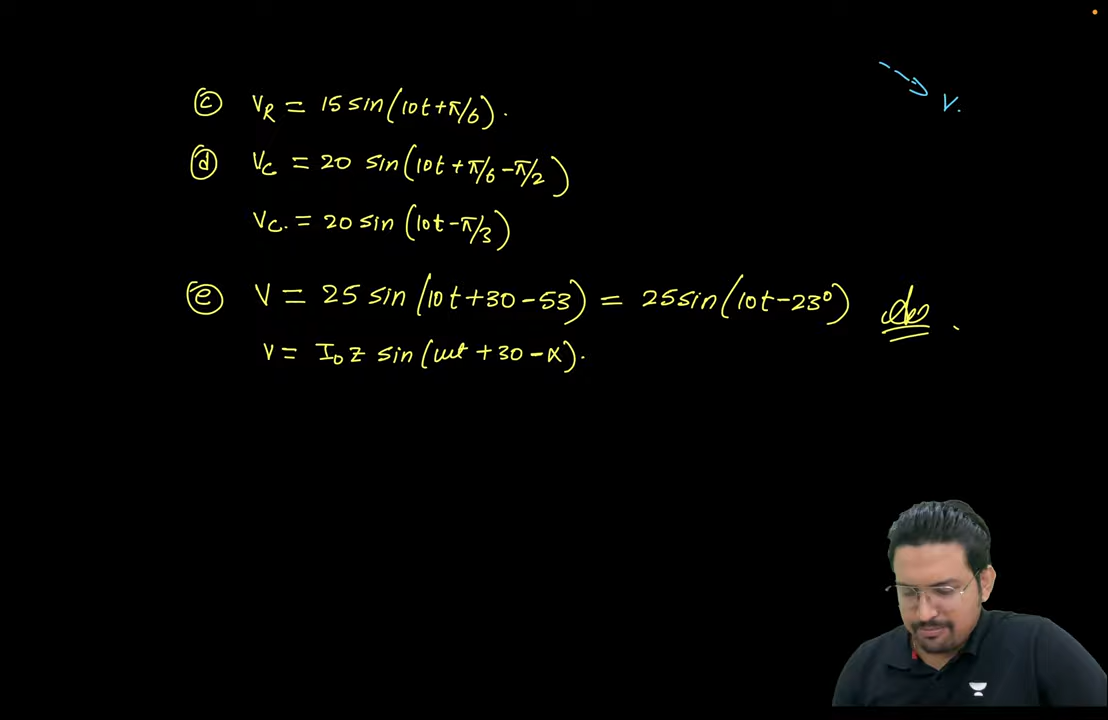 V.
ⓒ V_R = 15 sin(10t+π/6).
ⓓ V_C = 20 sin(10t+π/6-π/2)
V_C. = 20 sin(10t-π/3)
ⓔ V = 25 sin(10t+30-53) = 25 sin(10t-23°)
V = I_0 z sin(ωt+30-α).